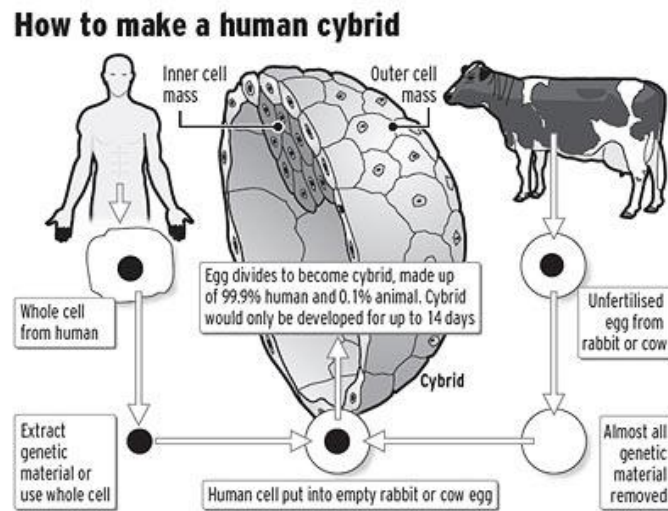 How to make a human cybrid
Inner cell
mass
Outer cell
mass
Egg divides to become cybrid, made up
of 99.9% human and 0.1% animal. Cybrid
would only be developed for up to 14 days
Whole cell
from human
Unfertilised
egg from
rabbit or cow
Cybrid
Extract
genetic
material or
use whole cell
Human cell put into empty rabbit or cow egg
Almost all
genetic
material
removed